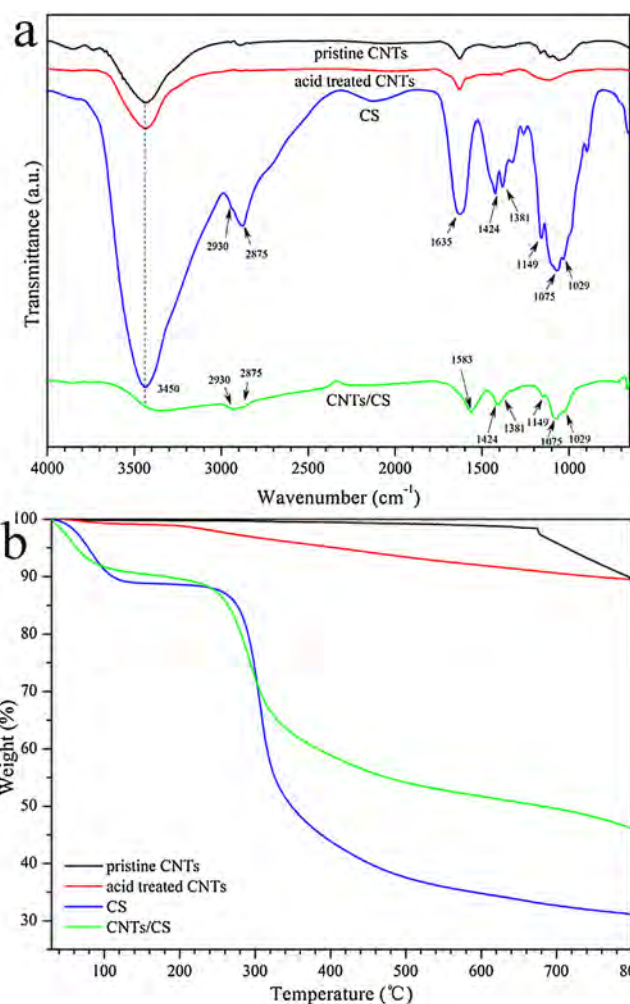 a
pristine CNTs
acid treated CNTs
CS
2930
2875
1635
1424
1381
1149
1075
1029
3450
2930
2875
CNTs/CS
1583
1424
1381
1149
1075
1029
Transmittance (a.u.)
4000 3500 3000 2500 2000 1500 1000
Wavenumber (cm⁻¹)
b
100
90
80
70
60
50
40
30
Weight (%)
pristine CNTs
acid treated CNTs
CS
CNTs/CS
100 200 300 400 500 600 700 800
Temperature (℃)